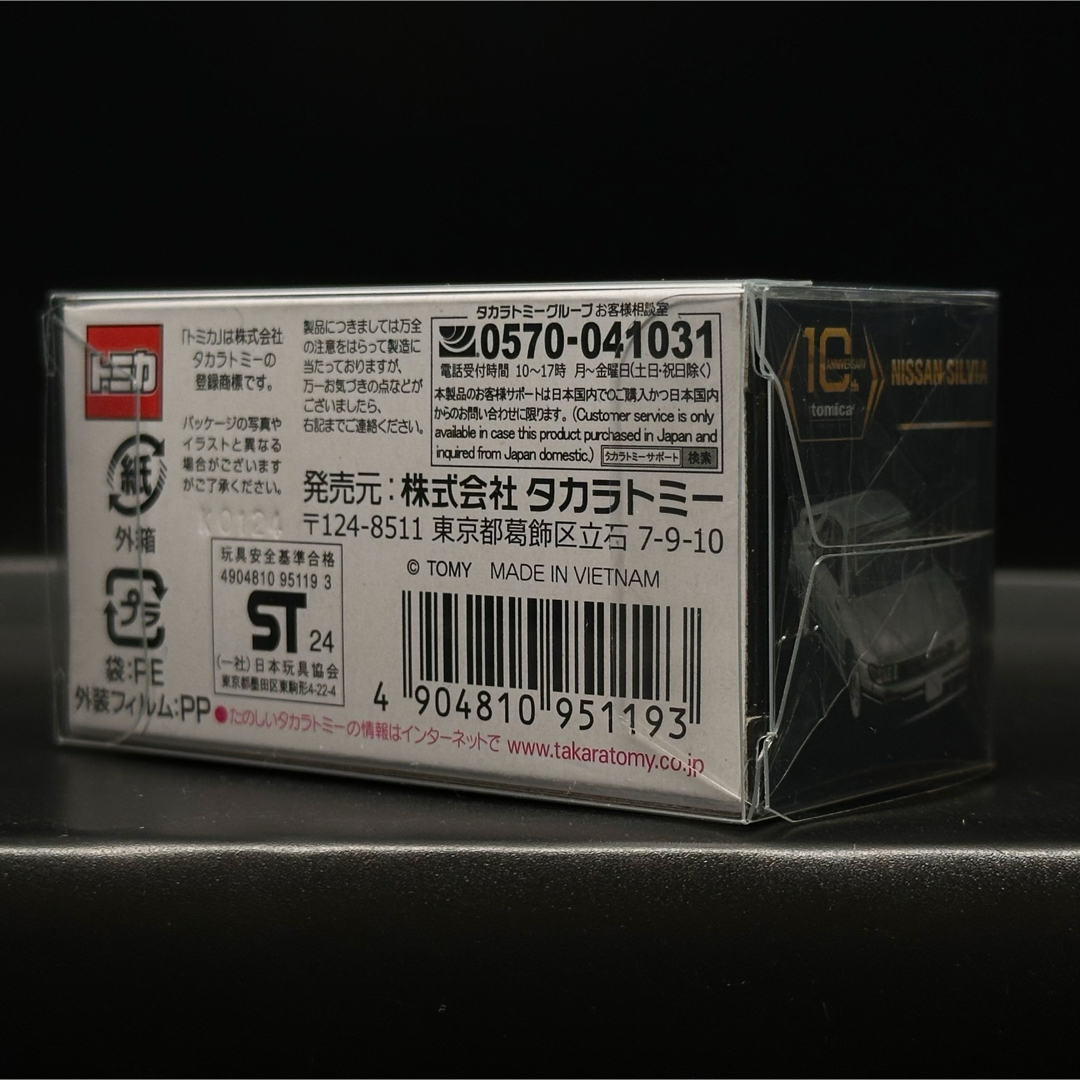 トミカ
「トミカ」は株式会社
タカラトミーの
登録商標です。
パッケージの写真や
イラストと異なる
場合がございます
がご了承ください。
製品につきましては万全
の注意をはらって製造に
当たっておりますが、
万一お気づきの点などが
ございましたら、
右記までご連絡ください。
タカラトミーグループお客様相談室
0570-041031
電話受付時間 10〜17時 月〜金曜日(土日・祝日除く)
本製品のお客様サポートは日本国内でのご購入かつ日本国内
からのお問い合わせに限ります。(Customer service is only
available in case this product purchased in Japan and
inquired from Japan domestic.) タカラトミーサポート 検索
発売元:株式会社 タカラトミー
〒124-8511 東京都葛飾区立石 7-9-10
© TOMY MADE IN VIETNAM
紙
外箱
プラ
袋:PE
外装フィルム:PP
玩具安全基準合格
4904810 95119 3
ST 24
(一社)日本玩具協会
東京都墨田区東駒形4-22-4
4 904810 951193
●たのしいタカラトミーの情報はインターネットで www.takaratomy.co.jp
10th
ANNIVERSARY
tomica
NISSAN SILVIA